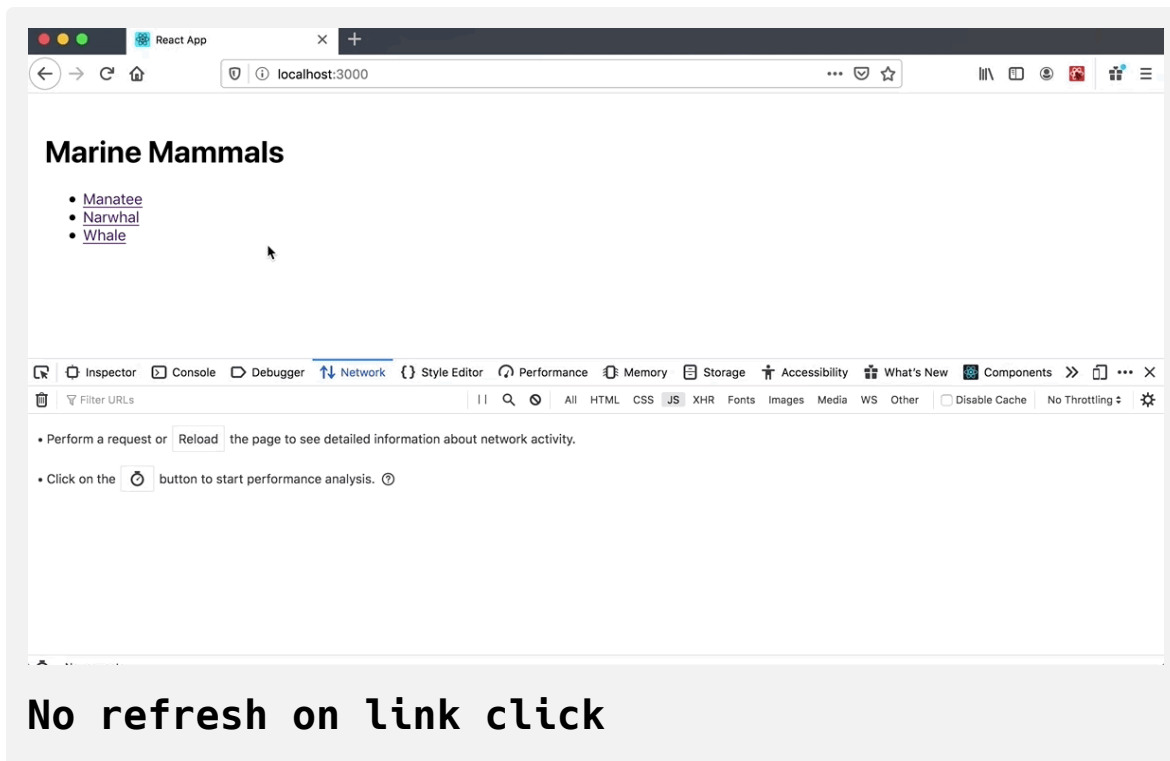 React App
localhost:3000
Marine Mammals
Manatee
Narwhal
Whale
Inspector Console Debugger Network Style Editor Performance Memory Storage Accessibility What's New Components
Filter URLs All HTML CSS JS XHR Fonts Images Media WS Other Disable Cache No Throttling
• Perform a request or Reload the page to see detailed information about network activity.
• Click on the button to start performance analysis.
No refresh on link click